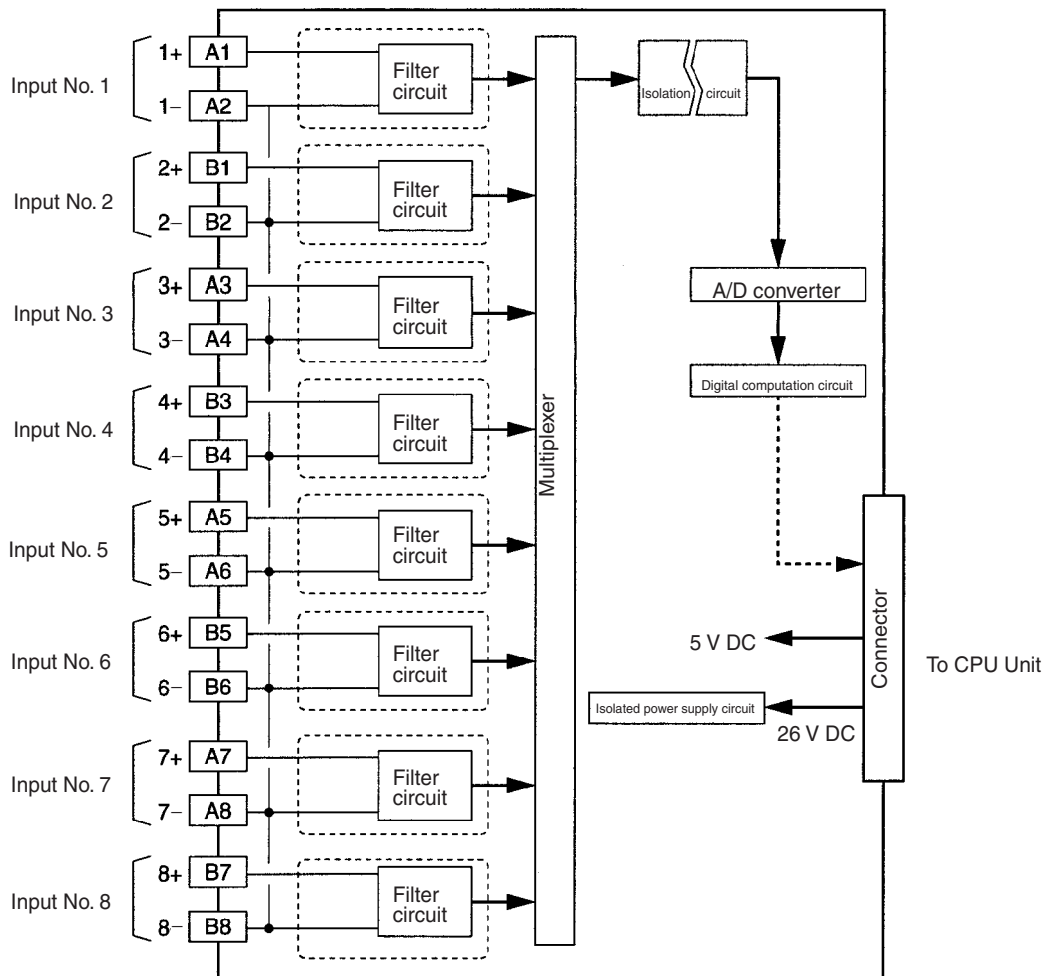 Input No. 1
1+ A1
1− A2
Filter
circuit
Input No. 2
2+ B1
2− B2
Filter
circuit
Input No. 3
3+ A3
3− A4
Filter
circuit
Input No. 4
4+ B3
4− B4
Filter
circuit
Input No. 5
5+ A5
5− A6
Filter
circuit
Input No. 6
6+ B5
6− B6
Filter
circuit
Input No. 7
7+ A7
7− A8
Filter
circuit
Input No. 8
8+ B7
8− B8
Filter
circuit
Multiplexer
Isolation circuit
A/D converter
Digital computation circuit
5 V DC
Isolated power supply circuit
26 V DC
Connector
To CPU Unit